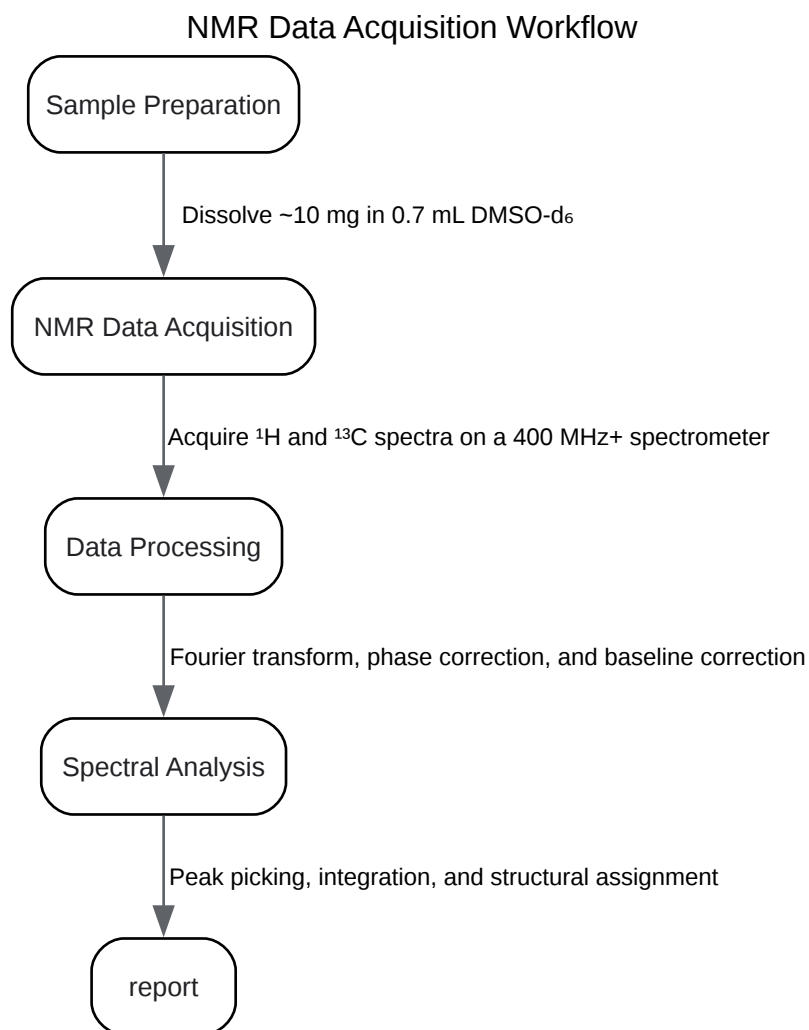 NMR Data Acquisition Workflow
Sample Preparation
Dissolve ~10 mg in 0.7 mL DMSO-d₆
NMR Data Acquisition
Acquire ¹H and ¹³C spectra on a 400 MHz+ spectrometer
Data Processing
Fourier transform, phase correction, and baseline correction
Spectral Analysis
Peak picking, integration, and structural assignment
report